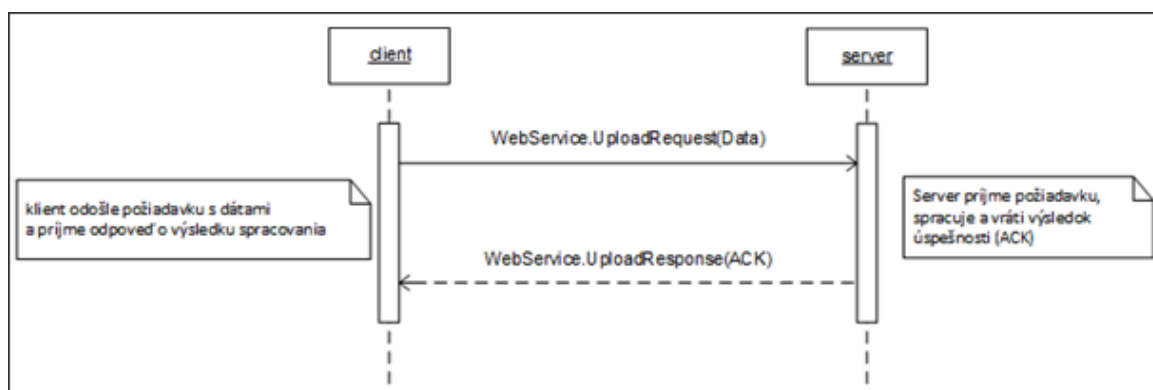 client
server
WebService.UploadRequest(Data)
klient odošle požiadavku s dátami
a prijme odpoveď o výsledku spracovania
Server príjme požiadavku,
spracuje a vráti výsledok
úspešnosti (ACK)
WebService.UploadResponse(ACK)